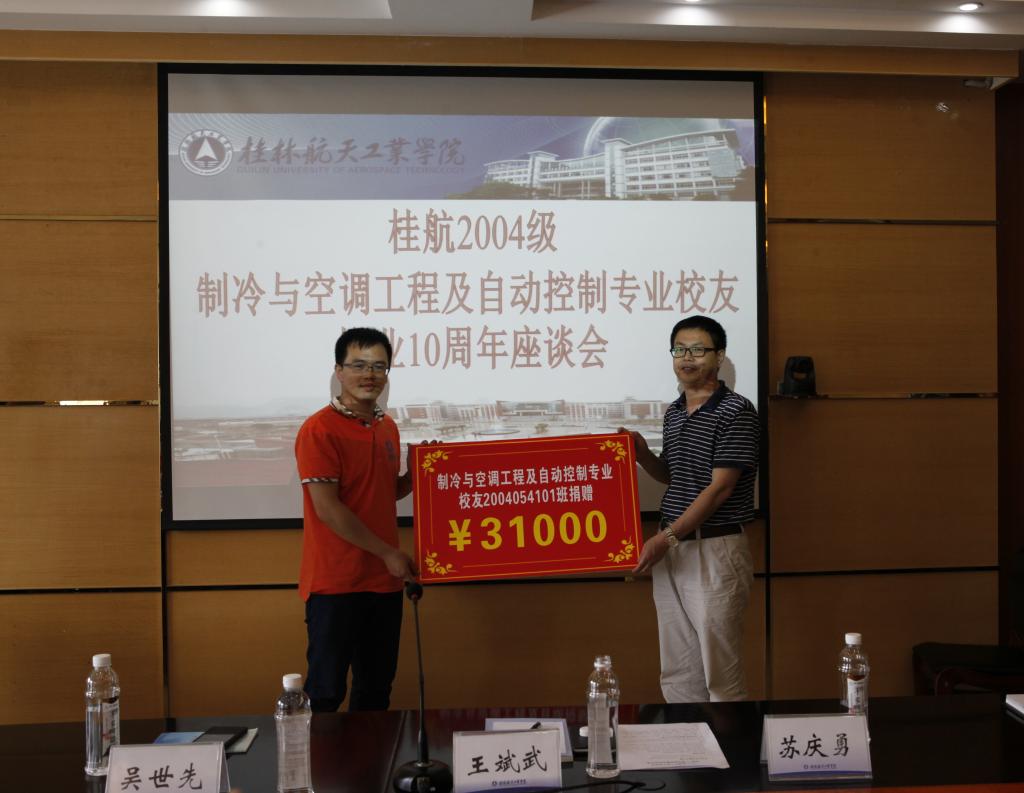 桂林航天工業學院
GUILIN UNIVERSITY OF AEROSPACE TECHNOLOGY
桂航2004级
制冷与空调工程及自动控制专业校友
业10周年座谈会
制冷与空调工程及自动控制专业
校友2004054101班捐赠
￥31000
吴世先
王斌武
苏庆勇